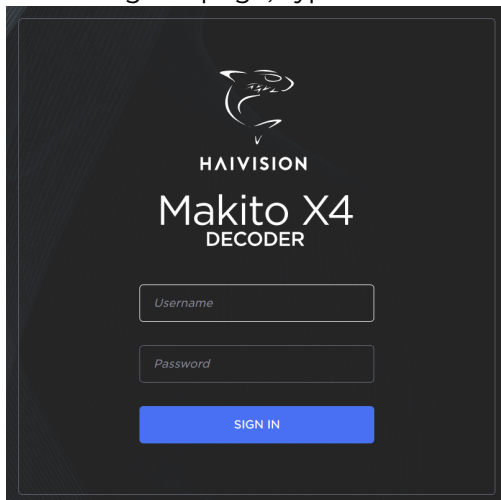 HAIVISION
Makito X4
DECODER
Username
Password
SIGN IN